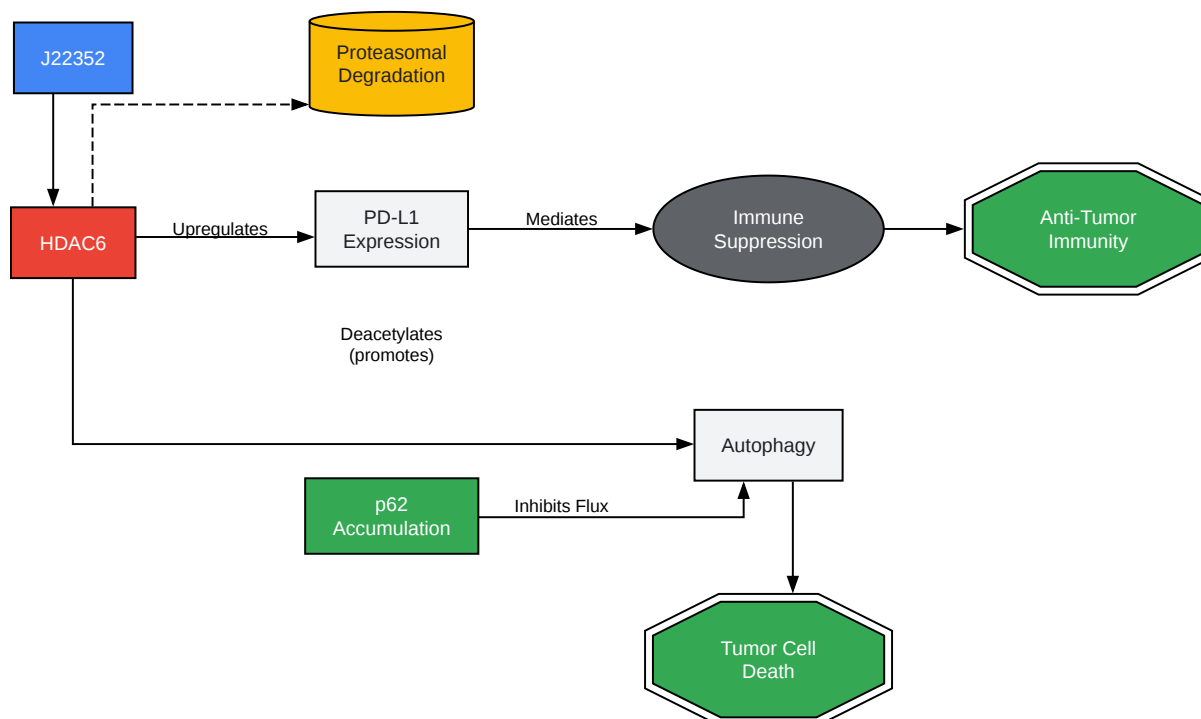 J22352
Proteasomal
Degradation
HDAC6
Upregulates
PD-L1
Expression
Mediates
Immune
Suppression
Anti-Tumor
Immunity
Deacetylates
(promotes)
Autophagy
p62
Accumulation
Inhibits Flux
Tumor Cell
Death